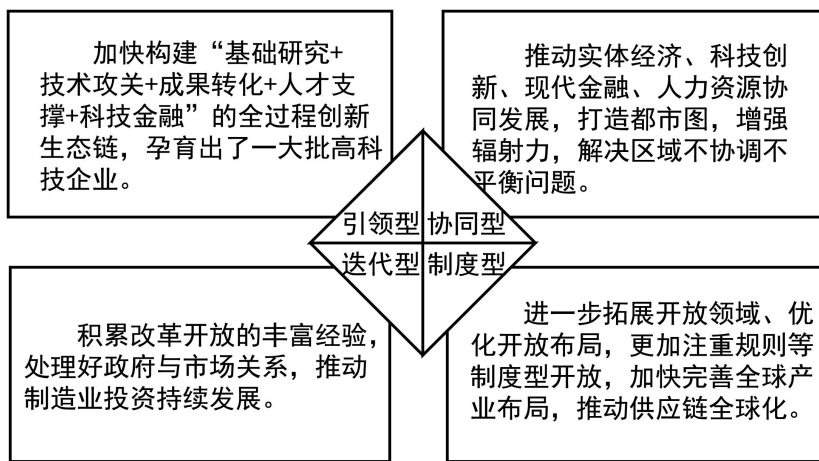 加快构建“基础研究+
技术攻关+成果转化+人才支
撑+科技金融”的全过程创新
生态链，孕育出了一大批高科
技企业。
推动实体经济、科技创
新、现代金融、人力资源协
同发展，打造都市图，增强
辐射力，解决区域不协调不
平衡问题。
引领型 协同型
迭代型 制度型
积累改革开放的丰富经验，
处理好政府与市场关系，推动
制造业投资持续发展。
进一步拓展开放领域、优
化开放布局，更加注重规则等
制度型开放，加快完善全球产
业布局，推动供应链全球化。